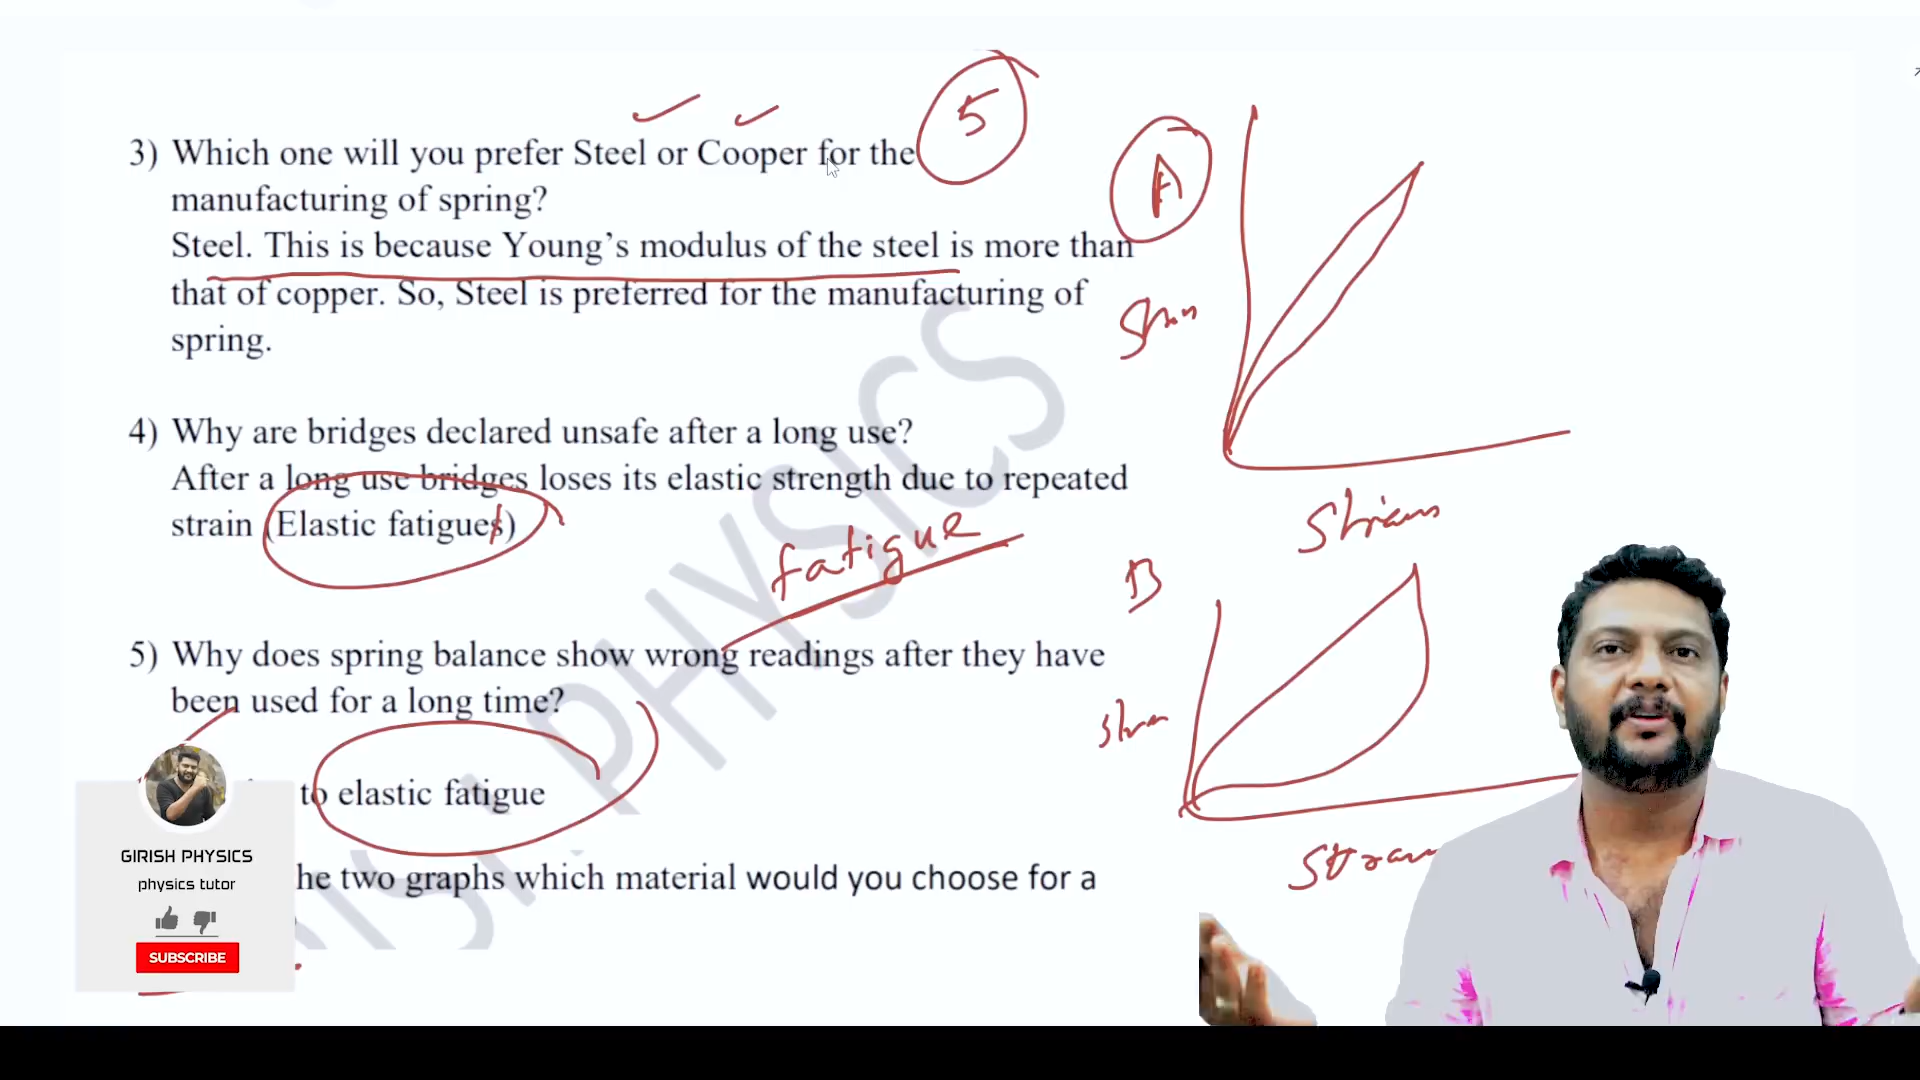 5
3) Which one will you prefer Steel or Cooper for the
manufacturing of spring?
Steel. This is because Young's modulus of the steel is more than
that of copper. So, Steel is preferred for the manufacturing of
spring.
4) Why are bridges declared unsafe after a long use?
After a long use bridges loses its elastic strength due to repeated
strain (Elastic fatigues)
fatigue
5) Why does spring balance show wrong readings after they have
been used for a long time?
to elastic fatigue
he two graphs which material would you choose for a
A
B
PHYSICS
GIRISH PHYSICS
physics tutor
SUBSCRIBE